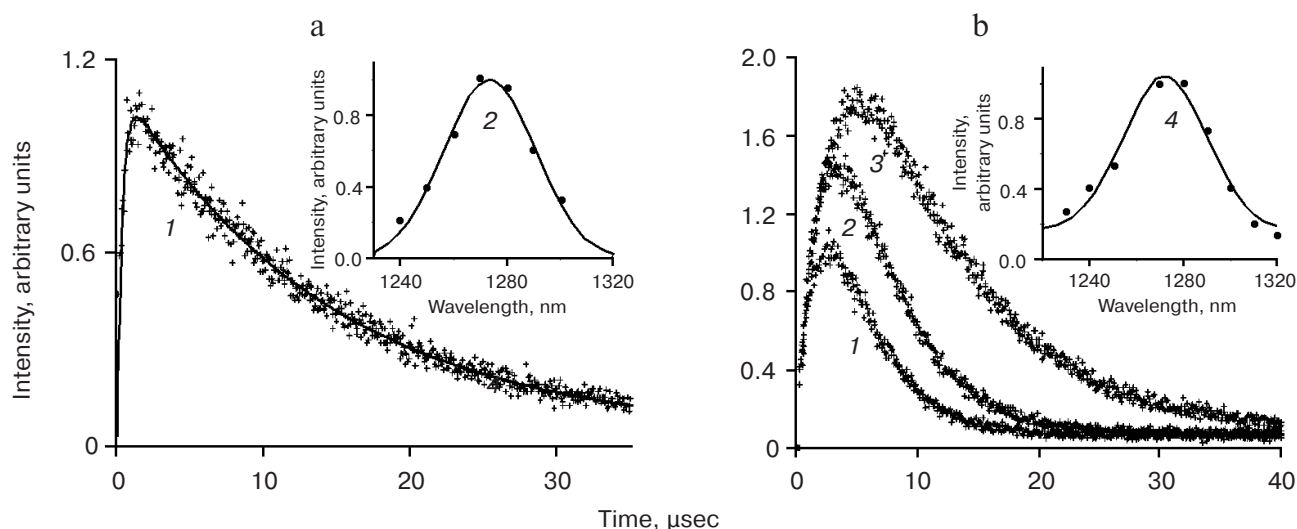 a
1.2
0.6
0
Intensity, arbitrary units
0 10 20 30
1
Intensity, arbitrary units
0.8
0.4
0.0
2
1240 1280 1320
Wavelength, nm
b
2.0
1.6
1.2
0.8
0.4
0
0 10 20 30 40
3
2
1
Intensity,
arbitrary units
0.8
0.4
0.0
4
1240 1280 1320
Wavelength, nm
Time, μsec